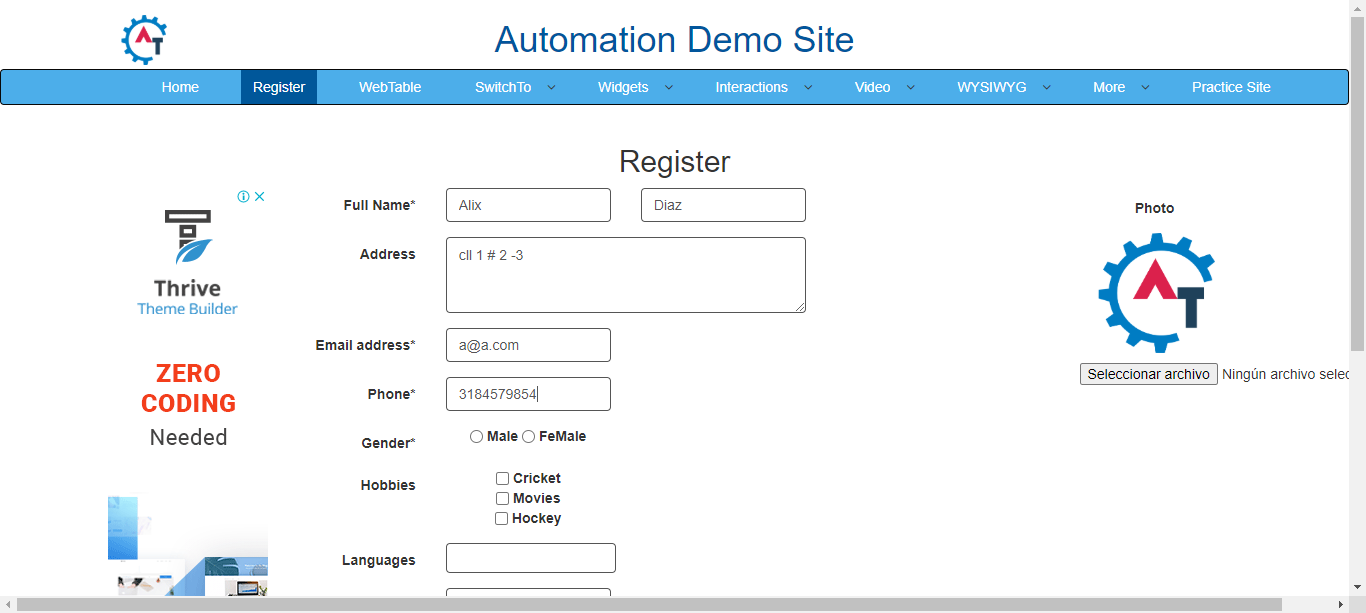 Automation Demo Site
Home Register WebTable SwitchTo Widgets Interactions Video WYSIWYG More Practice Site
Register
Full Name* Alix Diaz
Photo
Address cll 1 # 2 -3
Thrive
Theme Builder
Email address* a@a.com
ZERO
CODING
Needed
Seleccionar archivo Ningún archivo selec
Phone* 3184579854
Gender* Male FeMale
Hobbies Cricket
Movies
Hockey
Languages